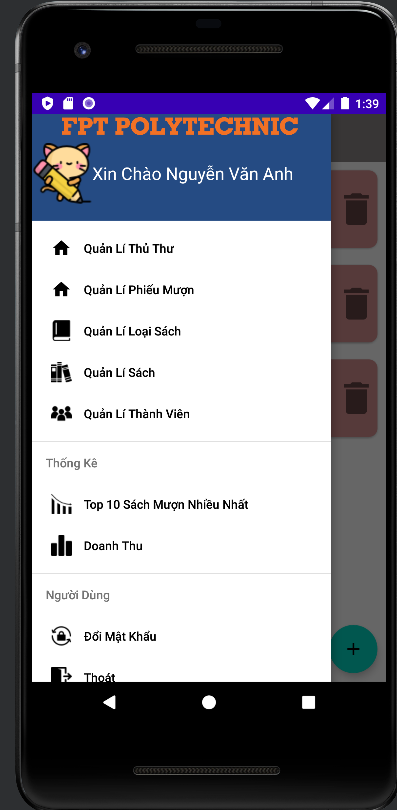 1:39
FPT POLYTECHNIC
Xin Chào Nguyễn Văn Anh
Quản Lí Thủ Thư
Quản Lí Phiếu Mượn
Quản Lí Loại Sách
Quản Lí Sách
Quản Lí Thành Viên
Thống Kê
Top 10 Sách Mượn Nhiều Nhất
Doanh Thu
Người Dùng
Đổi Mật Khẩu
Thoát